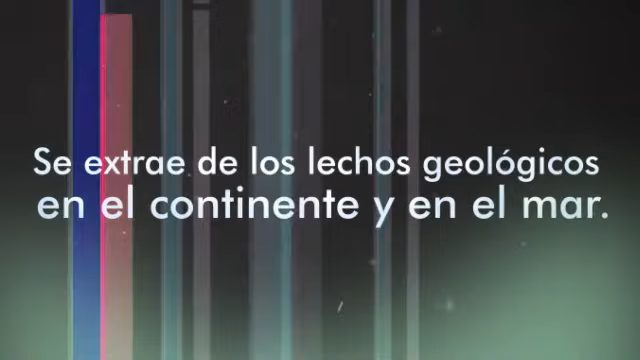 Se extrae de los lechos geológicos
en el continente y en el mar.